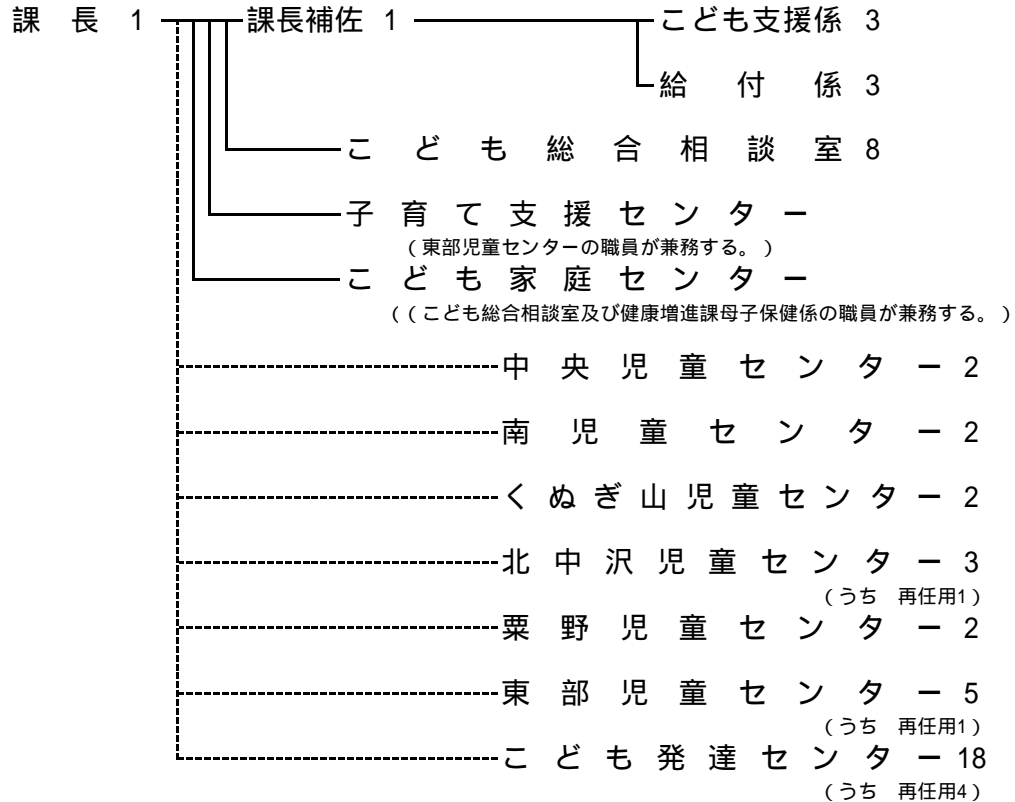 課長 1 課長補佐 1 こども支援係 3
給付係 3
こども総合相談室 8
子育て支援センター
(東部児童センターの職員が兼務する。)
こども家庭センター
((こども総合相談室及び健康増進課母子保健係の職員が兼務する。)
中央児童センター 2
南児童センター 2
くぬぎ山児童センター 2
北中沢児童センター 3
(うち 再任用1)
粟野児童センター 2
東部児童センター 5
(うち 再任用1)
こども発達センター 18
(うち 再任用4)